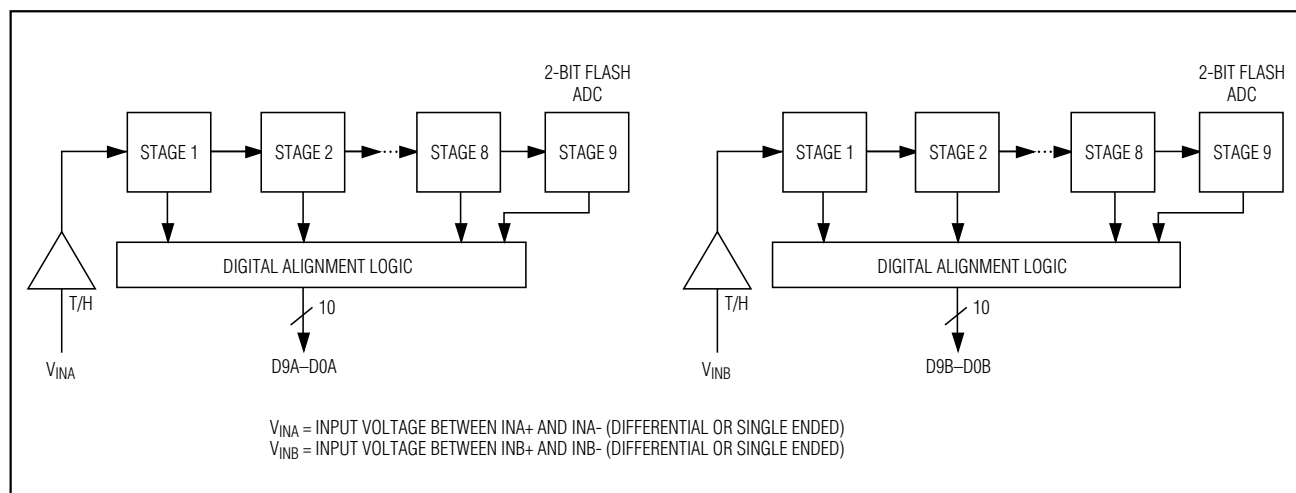 2-BIT FLASH
ADC
STAGE 1
STAGE 2
STAGE 8
STAGE 9
DIGITAL ALIGNMENT LOGIC
T/H
10
VINA
D9A–D0A
2-BIT FLASH
ADC
STAGE 1
STAGE 2
STAGE 8
STAGE 9
DIGITAL ALIGNMENT LOGIC
T/H
10
VINB
D9B–D0B
VINA = INPUT VOLTAGE BETWEEN INA+ AND INA- (DIFFERENTIAL OR SINGLE ENDED)
VINB = INPUT VOLTAGE BETWEEN INB+ AND INB- (DIFFERENTIAL OR SINGLE ENDED)